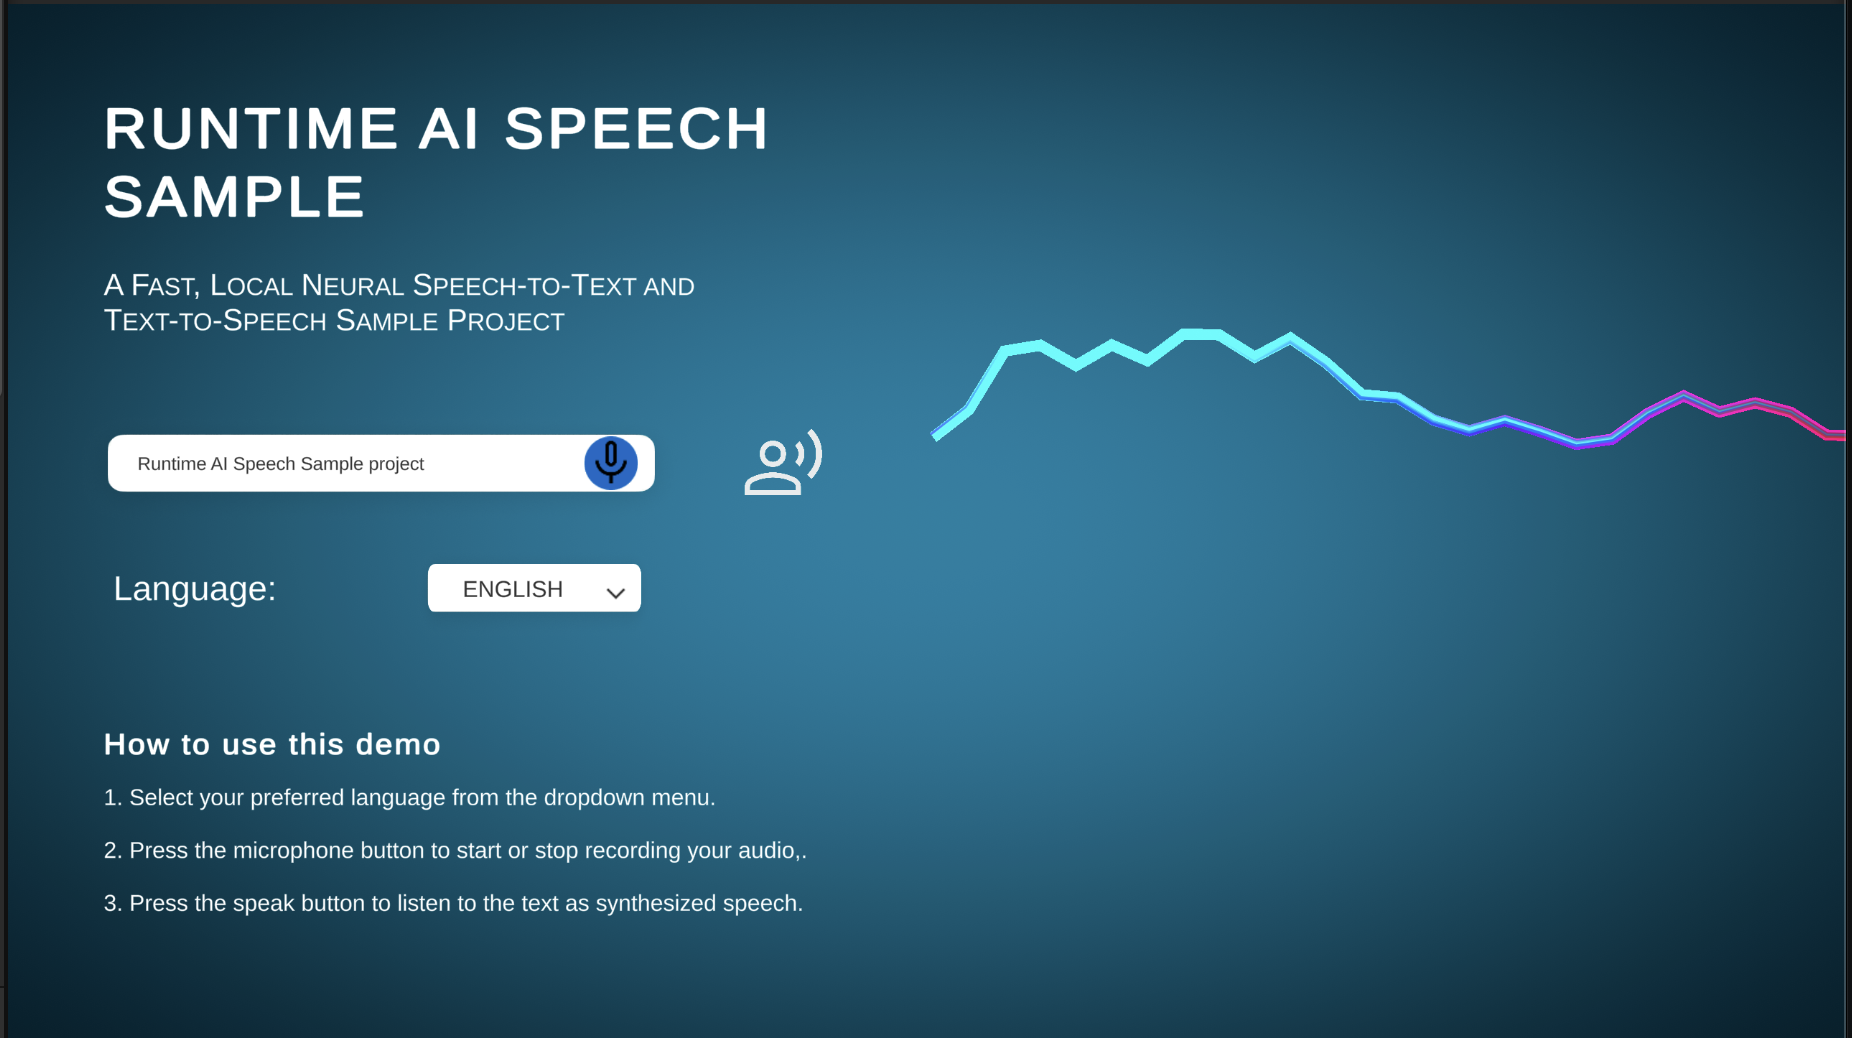 RUNTIME AI SPEECH
SAMPLE
A Fast, Local Neural Speech-to-Text and
Text-to-Speech Sample Project
Runtime AI Speech Sample project
Language:
ENGLISH
How to use this demo
1. Select your preferred language from the dropdown menu.
2. Press the microphone button to start or stop recording your audio,.
3. Press the speak button to listen to the text as synthesized speech.